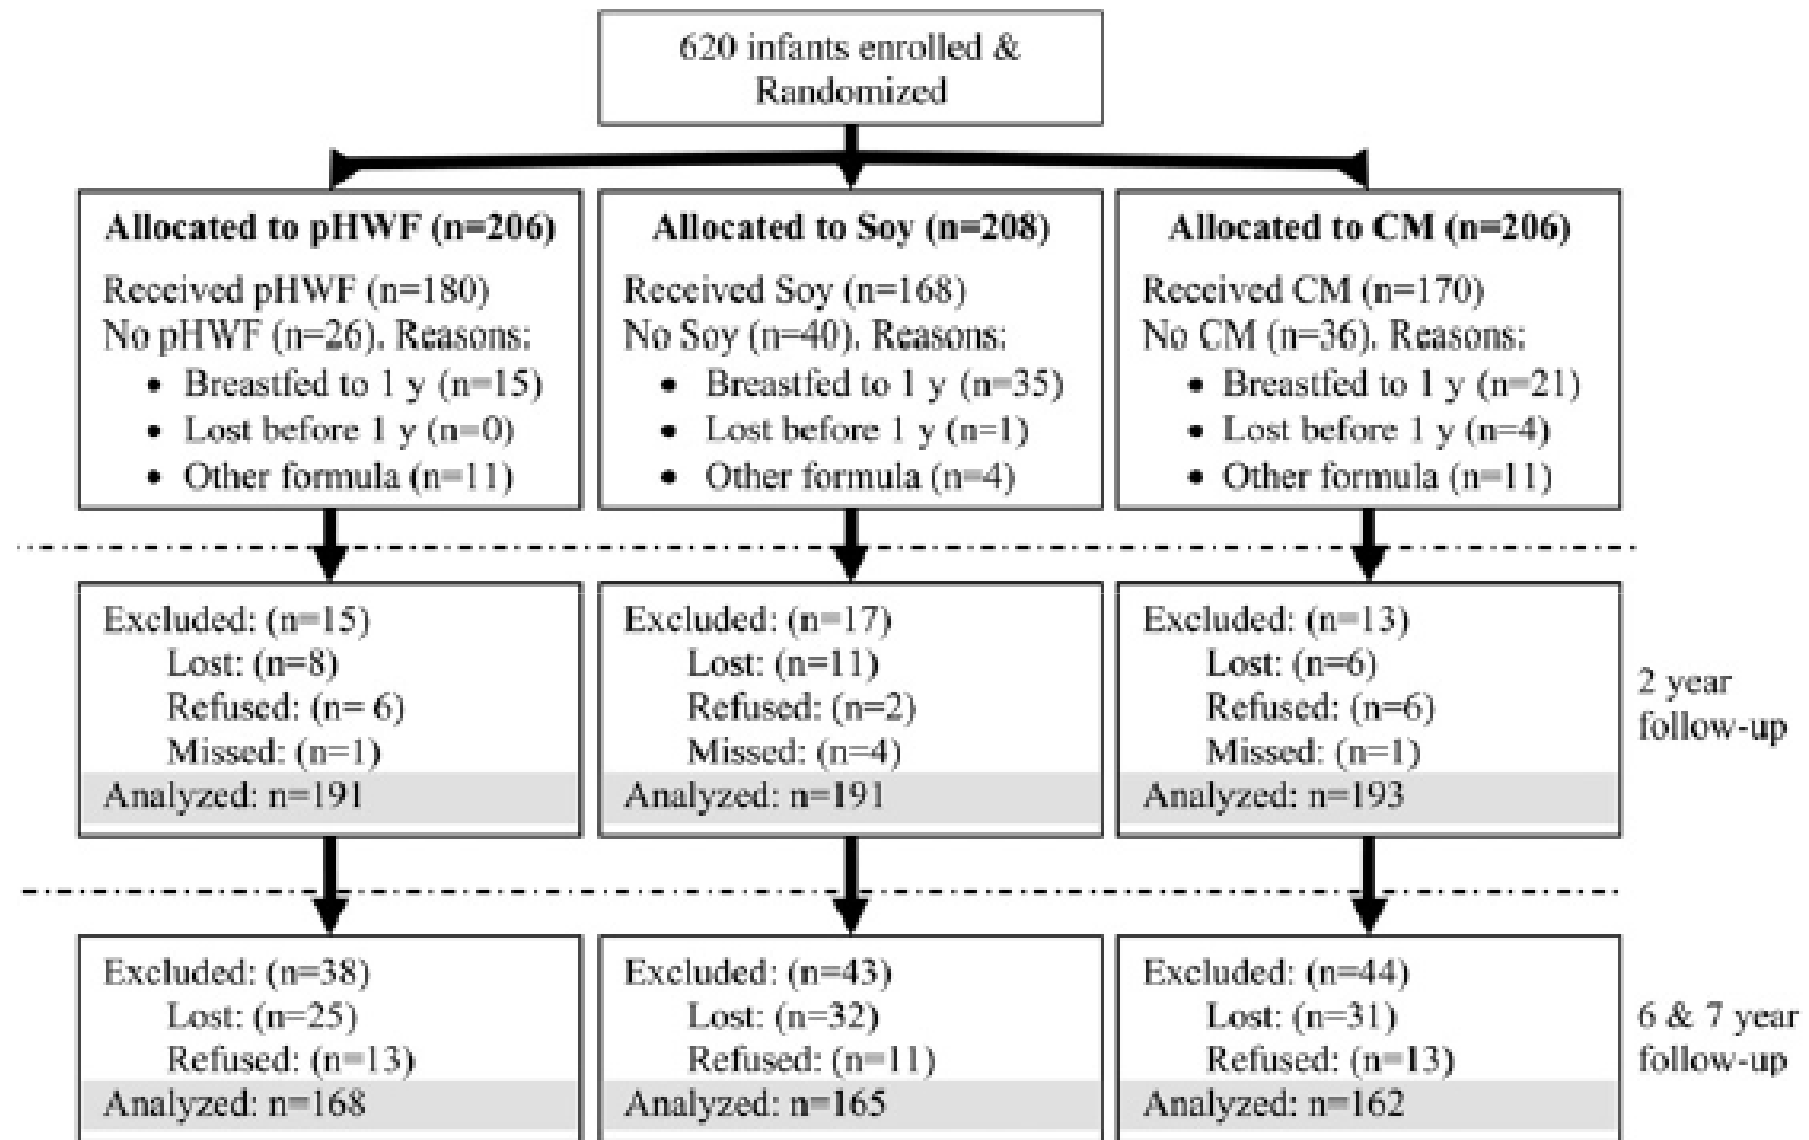 620 infants enrolled &
Randomized
Allocated to pHWF (n=206)
Received pHWF (n=180)
No pHWF (n=26). Reasons:
• Breastfed to 1 y (n=15)
• Lost before 1 y (n=0)
• Other formula (n=11)
Allocated to Soy (n=208)
Received Soy (n=168)
No Soy (n=40). Reasons:
• Breastfed to 1 y (n=35)
• Lost before 1 y (n=1)
• Other formula (n=4)
Allocated to CM (n=206)
Received CM (n=170)
No CM (n=36). Reasons:
• Breastfed to 1 y (n=21)
• Lost before 1 y (n=4)
• Other formula (n=11)
Excluded: (n=15)
Lost: (n=8)
Refused: (n= 6)
Missed: (n=1)
Analyzed: n=191
Excluded: (n=17)
Lost: (n=11)
Refused: (n=2)
Missed: (n=4)
Analyzed: n=191
Excluded: (n=13)
Lost: (n=6)
Refused: (n=6)
Missed: (n=1)
Analyzed: n=193
2 year
follow-up
Excluded: (n=38)
Lost: (n=25)
Refused: (n=13)
Analyzed: n=168
Excluded: (n=43)
Lost: (n=32)
Refused: (n=11)
Analyzed: n=165
Excluded: (n=44)
Lost: (n=31)
Refused: (n=13)
Analyzed: n=162
6 & 7 year
follow-up